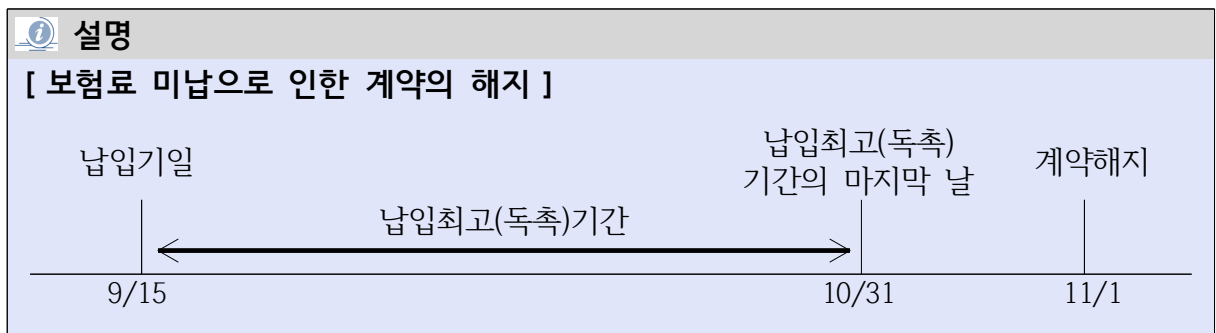 설명
[ 보험료 미납으로 인한 계약의 해지 ]
납입기일
납입최고(독촉)
기간의 마지막 날
계약해지
납입최고(독촉)기간
9/15
10/31
11/1